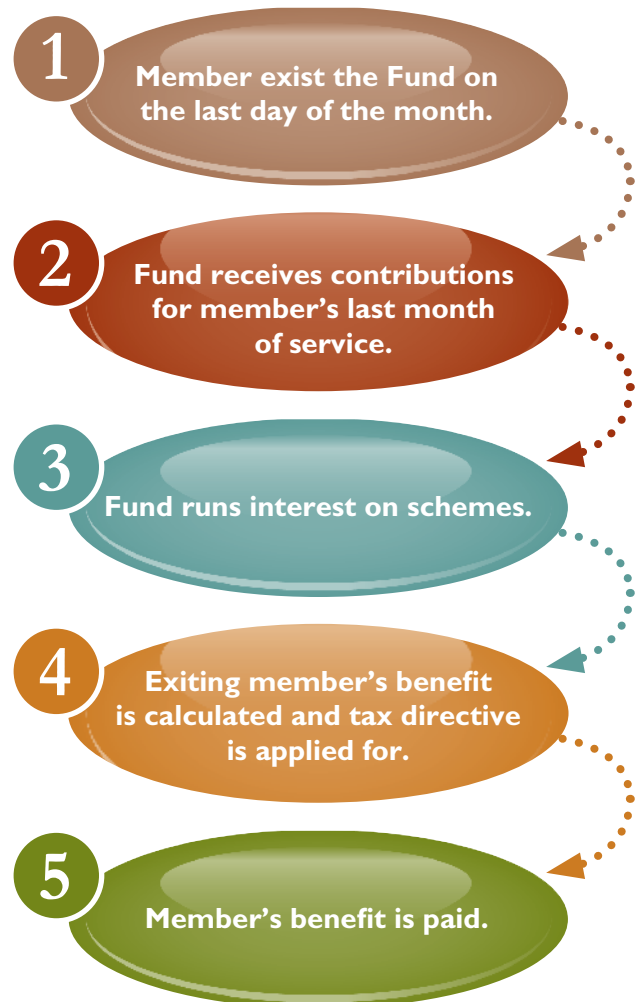 1
Member exist the Fund on
the last day of the month.
2
Fund receives contributions
for member's last month
of service.
3
Fund runs interest on schemes.
4
Exiting member's benefit
is calculated and tax directive
is applied for.
5
Member's benefit is paid.